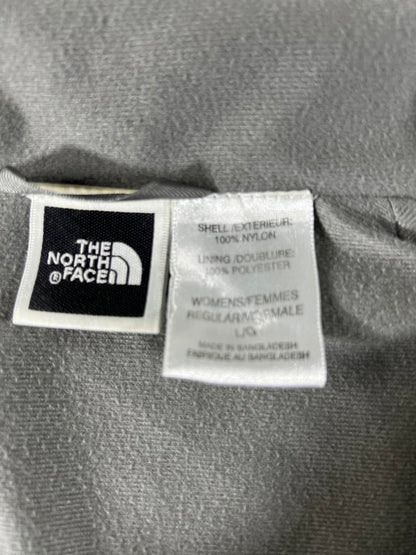 THE
NORTH
FACE
®
SHELL/EXTERIEUR:
100% NYLON
LINING/DOUBLURE:
100% POLYESTER
WOMENS/FEMMES
REGULAR/NORMALE
L/G
MADE IN BANGLADESH
FABRIQUE AU BANGLADESH